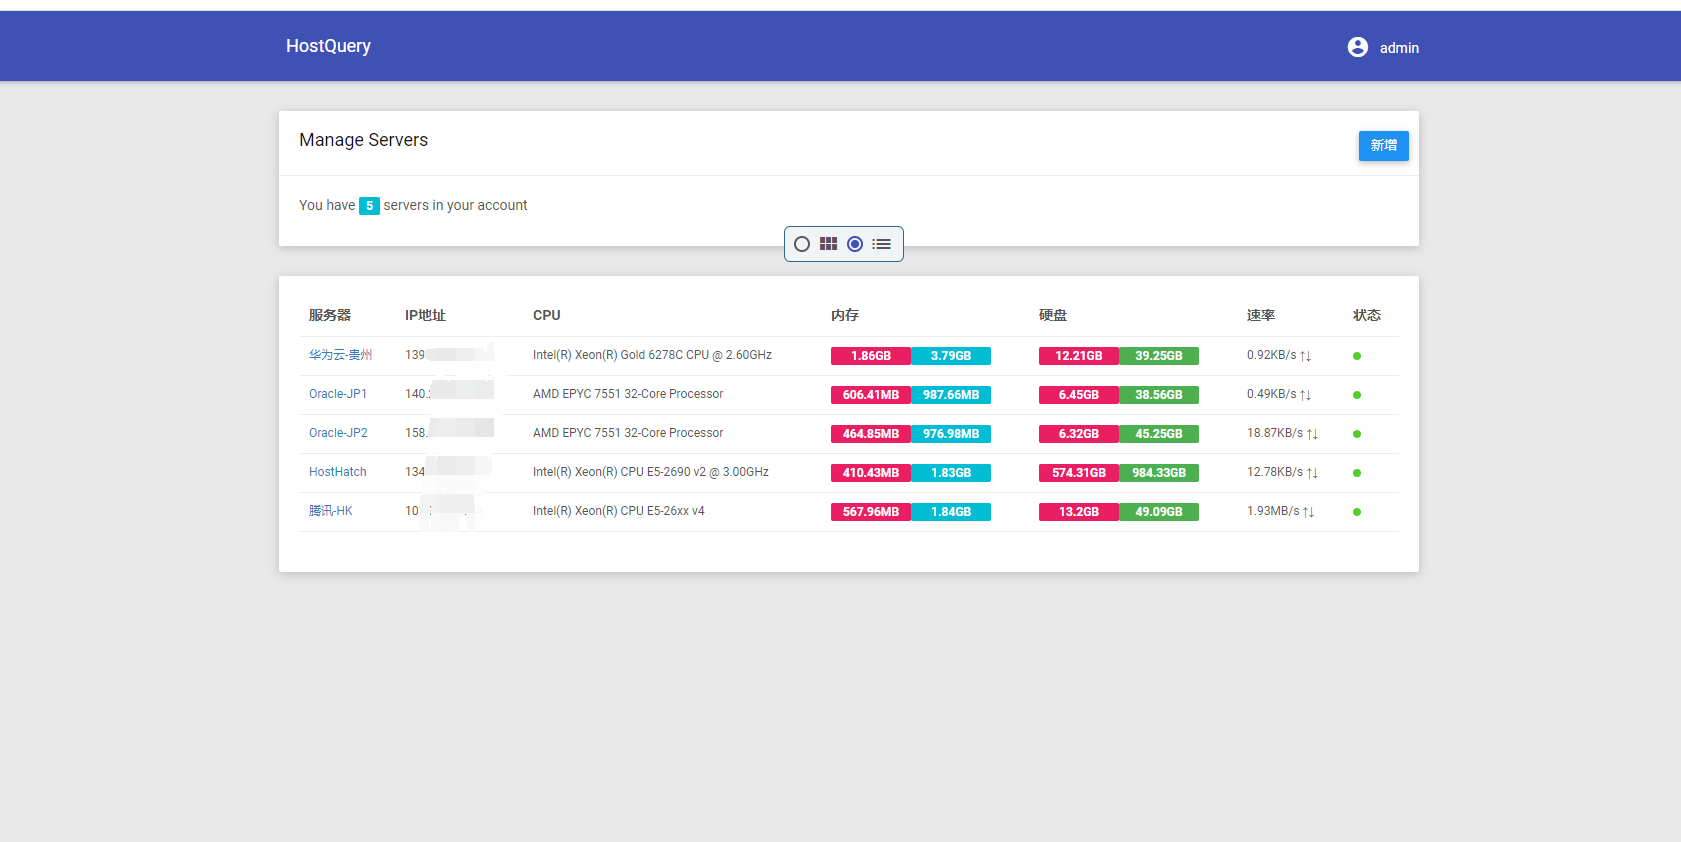 HostQuery
admin
Manage Servers
新增
You have 5 servers in your account
服务器 IP地址 CPU 内存 硬盘 速率 状态
华为云-贵州 139 Intel(R) Xeon(R) Gold 6278C CPU @ 2.60GHz 1.86GB 3.79GB 12.21GB 39.25GB 0.92KB/s ↑↓
Oracle-JP1 140. AMD EPYC 7551 32-Core Processor 606.41MB 987.66MB 6.45GB 38.56GB 0.49KB/s ↑↓
Oracle-JP2 158. AMD EPYC 7551 32-Core Processor 464.85MB 976.98MB 6.32GB 45.25GB 18.87KB/s ↑↓
HostHatch 134 Intel(R) Xeon(R) CPU E5-2690 v2 @ 3.00GHz 410.43MB 1.83GB 574.31GB 984.33GB 12.78KB/s ↑↓
腾讯-HK 10 Intel(R) Xeon(R) CPU E5-26xx v4 567.96MB 1.84GB 13.2GB 49.09GB 1.93MB/s ↑↓